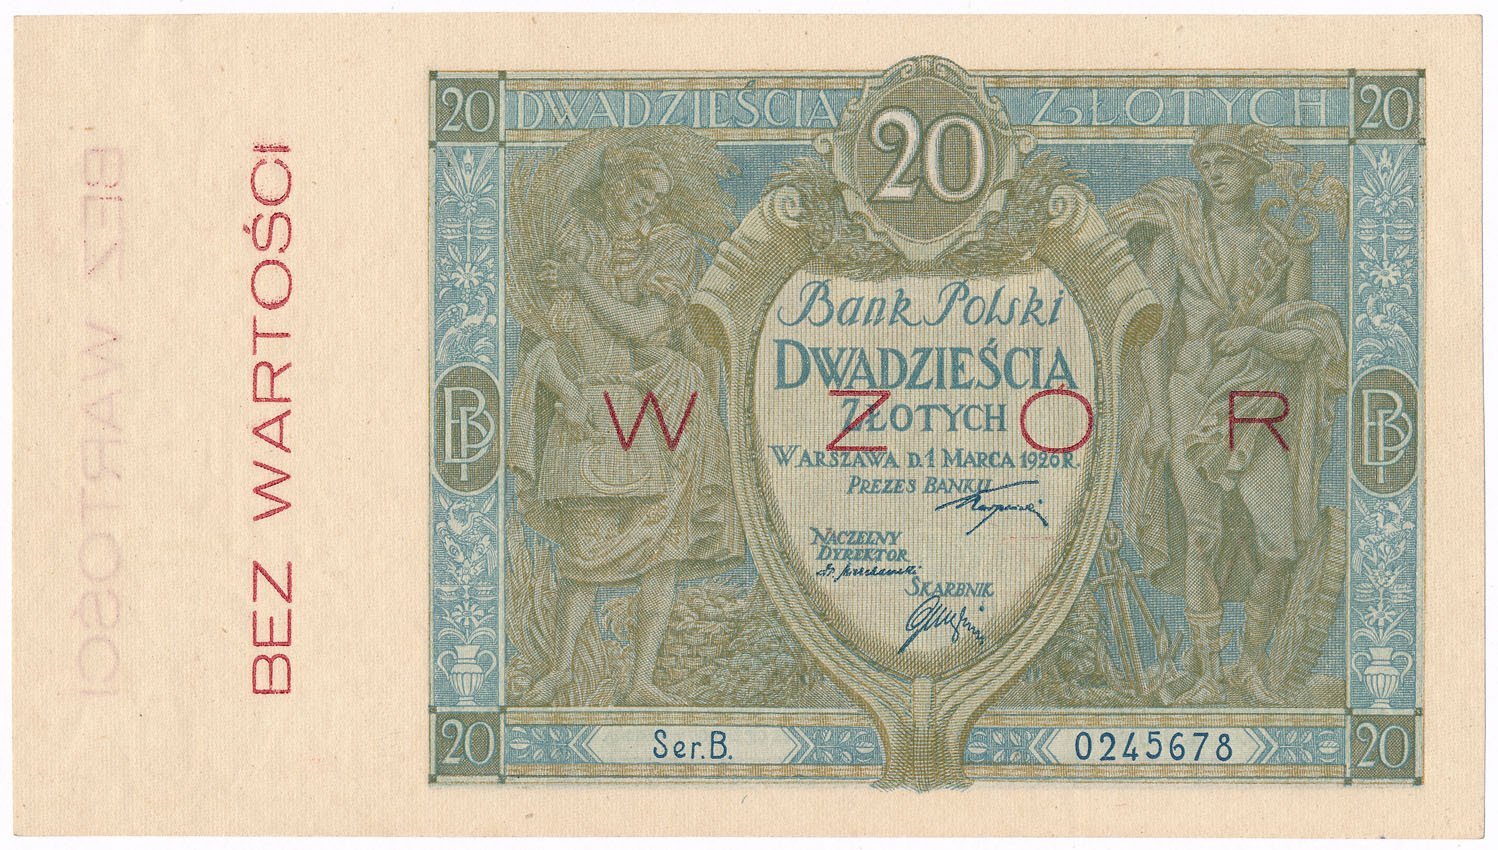 BEZ WARTOŚCI
BEZ WARTOŚCI
20 DWADZIEŚCIA 20 ZŁOTYCH 20
Bank Polski
DWADZIEŚCIA
ZŁOTYCH
WZÓR
WARSZAWA D. 1 MARCA 1926 R.
PREZES BANKU
NACZELNY
DYREKTOR
SKARBNIK
BP
BP
20 Ser. B. 0245678 20